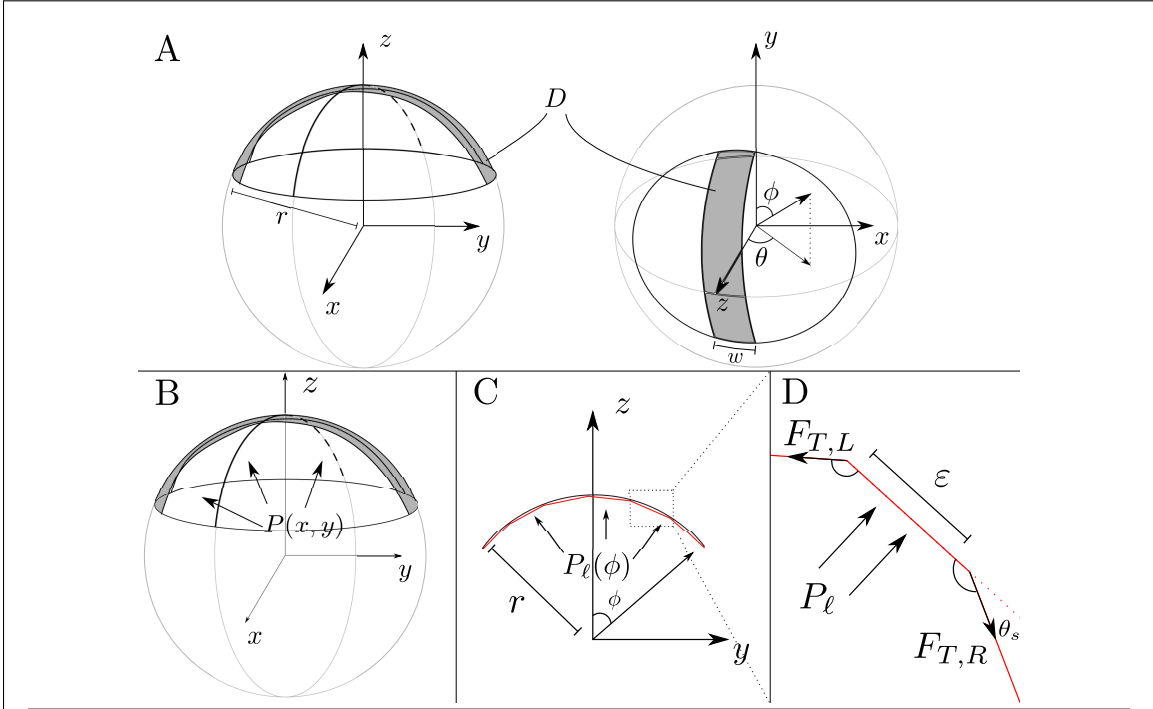 A
z
D
r
y
x
y
ϕ
x
θ
z
w
B
z
P(x, y)
y
x
C
z
P_ℓ(ϕ)
r
ϕ
y
D
F_{T,L}
ε
P_ℓ
θ_s
F_{T,R}